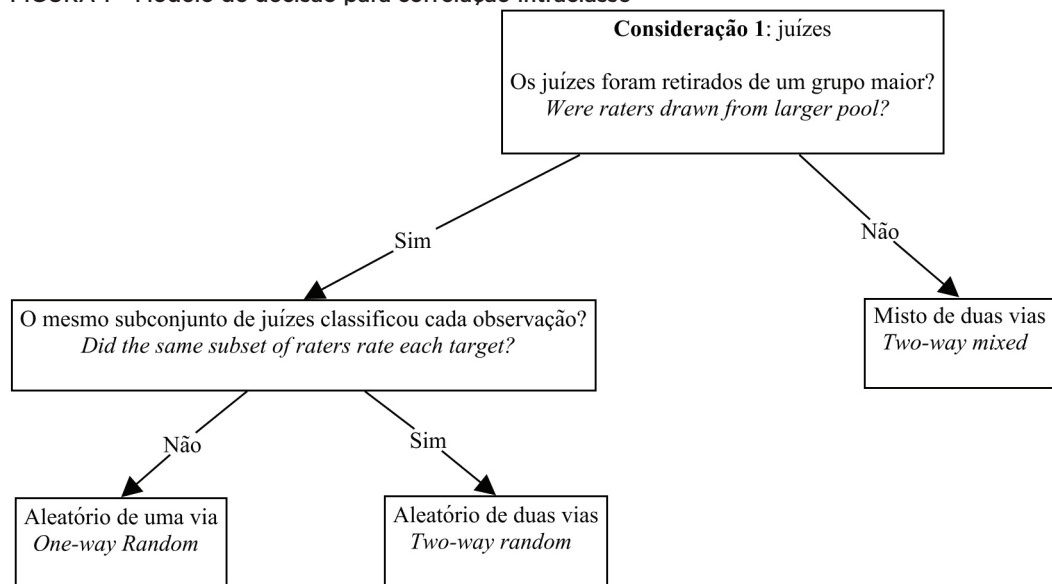 Consideração 1: juízes
Os juízes foram retirados de um grupo maior?
Were raters drawn from larger pool?
Sim
Não
O mesmo subconjunto de juízes classificou cada observação?
Did the same subset of raters rate each target?
Misto de duas vias
Two-way mixed
Não
Sim
Aleatório de uma via
One-way Random
Aleatório de duas vias
Two-way random